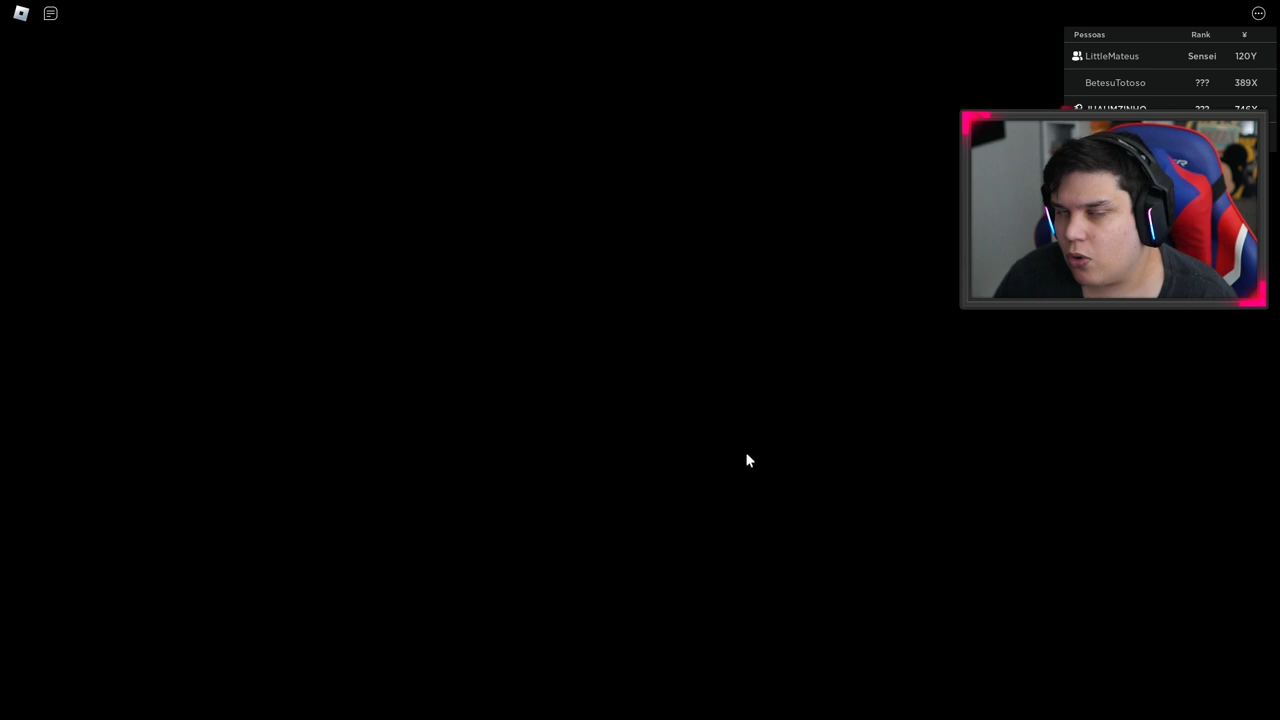 Pessoas Rank ¥
LittleMateus Sensei 120Y
BetesuTotoso ??? 389X